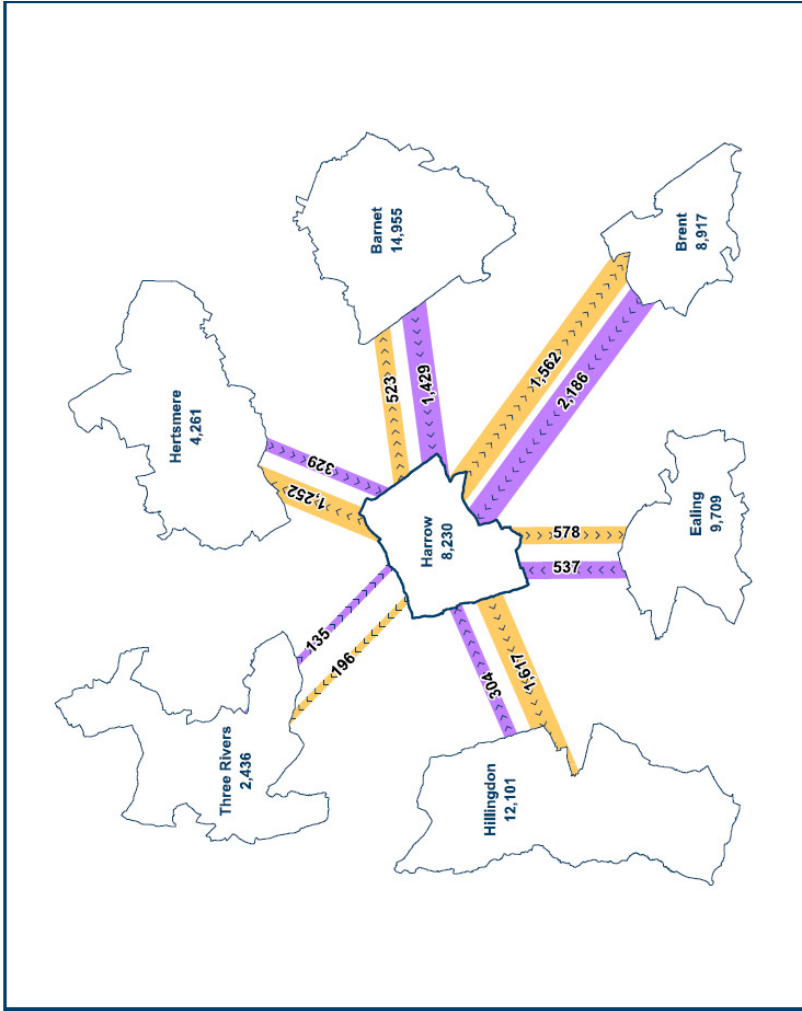 Three Rivers
2,436
Hertsmere
4,261
Barnet
14,955
Brent
8,917
Ealing
9,709
Hillingdon
12,101
Harrow
8,230
135
196
1,252
329
523
1,429
1,562
2,186
578
537
304
1,617